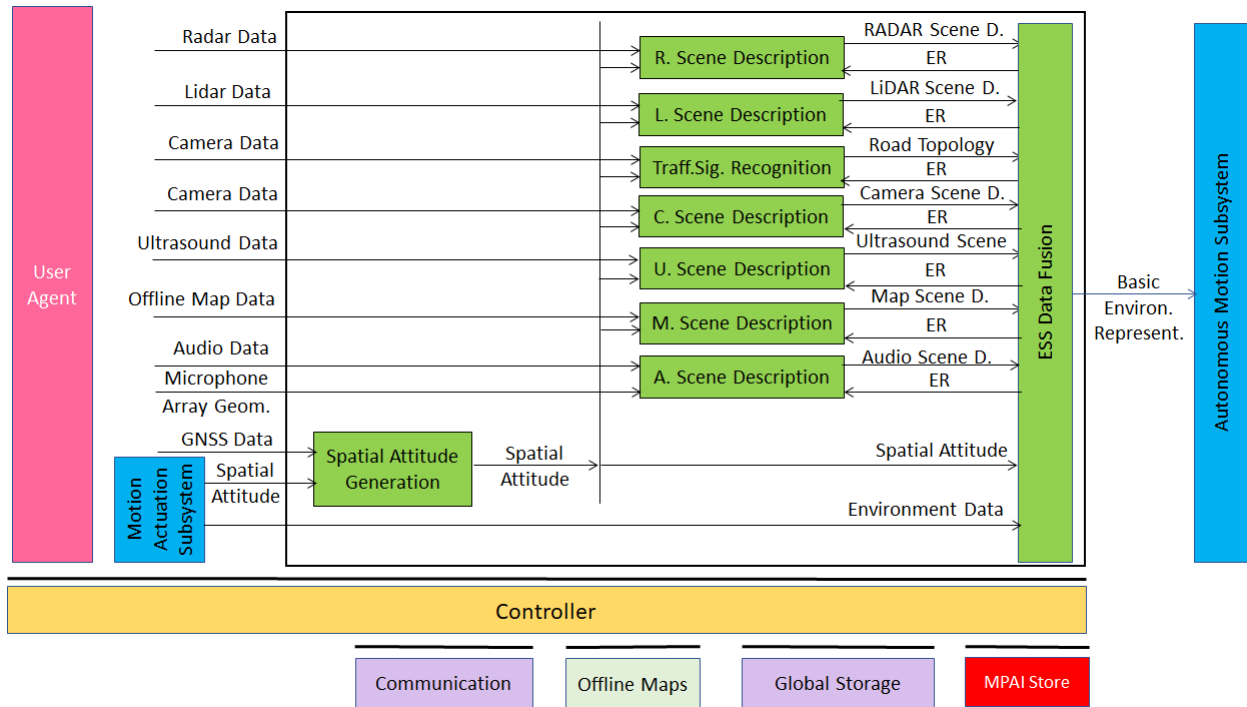 Radar Data
R. Scene Description
RADAR Scene D.
ER
Lidar Data
L. Scene Description
LiDAR Scene D.
ER
Camera Data
Traff.Sig. Recognition
Road Topology
ER
Camera Data
C. Scene Description
Camera Scene D.
ER
Ultrasound Data
U. Scene Description
Ultrasound Scene
ER
Offline Map Data
M. Scene Description
Map Scene D.
ER
Audio Data
Microphone
Array Geom.
A. Scene Description
Audio Scene D.
ER
User
Agent
GNSS Data
Spatial
Attitude
Motion
Actuation
Subsystem
Spatial Attitude
Generation
Spatial
Attitude
Spatial Attitude
Environment Data
ESS Data Fusion
Basic
Environ.
Represent.
Autonomous Motion Subsystem
Controller
Communication
Offline Maps
Global Storage
MPAI Store